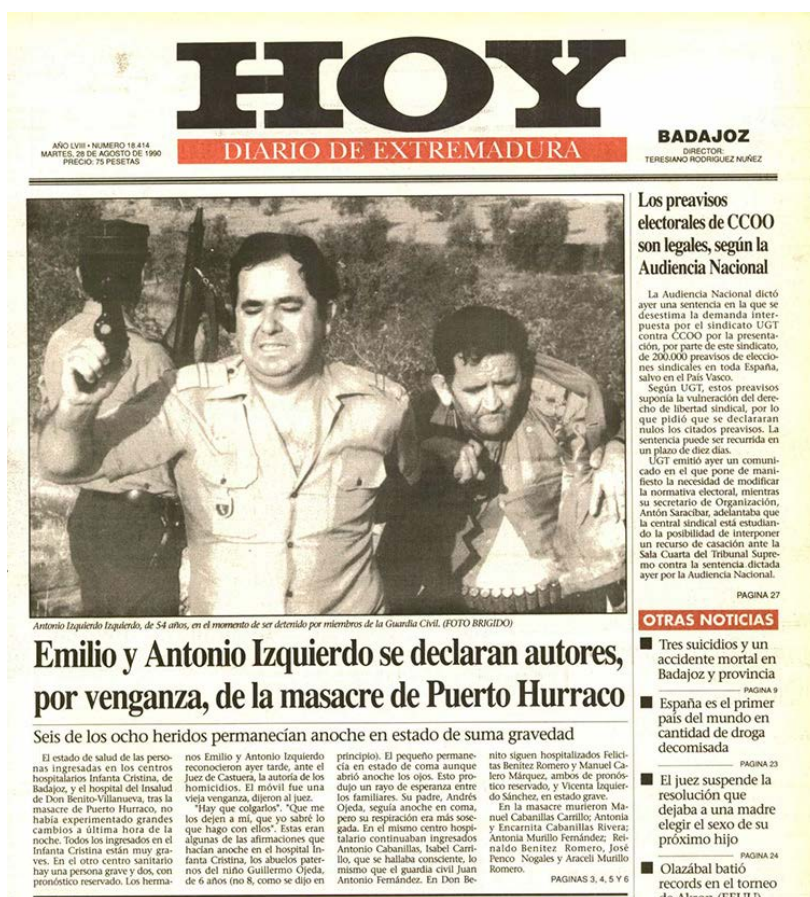 HOY
DIARIO DE EXTREMADURA
AÑO LVIII • NUMERO 18.414
MARTES, 28 DE AGOSTO DE 1990
PRECIO: 75 PESETAS
BADAJOZ
DIRECTOR:
TERESIANO RODRIGUEZ NUÑEZ
Antonio Izquierdo Izquierdo, de 54 años, en el momento de ser detenido por miembros de la Guardia Civil. (FOTO BRIGIDO)
Emilio y Antonio Izquierdo se declaran autores,
por venganza, de la masacre de Puerto Hurraco
Seis de los ocho heridos permanecían anoche en estado de suma gravedad
El estado de salud de las perso-
nas ingresadas en los centros
hospitalarios Infanta Cristina, de
Badajoz, y el hospital del Insalud
de Don Benito-Villanueva, tras la
masacre de Puerto Hurraco, no
había experimentado grandes
cambios a última hora de la
noche. Todos los ingresados en el
Infanta Cristina están muy gra-
ves. En el otro centro sanitario
hay una persona grave y dos, con
pronóstico reservado. Los herma-
nos Emilio y Antonio Izquierdo
reconocieron ayer tarde, ante el
Juez de Castuera, la autoría de los
homicidios. El móvil fue una
vieja venganza, dijeron al juez.
"Hay que colgarlos". "Que me
los dejen a mí, que yo sabré lo
que hago con ellos". Estas eran
algunas de las afirmaciones que
hacían anoche en el hospital In-
fanta Cristina, los abuelos pater-
nos del niño Guillermo Ojeda,
de 6 años (no 8, como se dijo en
principio). El pequeño permane-
cía en estado de coma aunque
abrió anoche los ojos. Esto pro-
dujo un rayo de esperanza entre
los familiares. Su padre, Andrés
Ojeda, seguía anoche en coma,
pero su respiración era más sose-
gada. En el mismo centro hospi-
talario continuaban ingresados
Antonio Cabanillas, Isabel Carri-
llo, que se hallaba consciente, lo
mismo que el guardia civil Juan
Antonio Fernández. En Don Be-
nito siguen hospitalizados Felici-
tas Benítez Romero y Manuel Ca-
lero Márquez, ambos de pronós-
tico reservado, y Vicenta Izquier-
do Sánchez, en estado grave.
En la masacre murieron Ma-
nuel Cabanillas Carrillo; Antonia
y Encarnita Cabanillas Rivera;
Antonia Murillo Fernández; Rei-
naldo Benítez Romero, José
Penco Nogales y Araceli Murillo
Romero.
PAGINAS 3, 4, 5 Y 6
Los preavisos
electorales de CCOO
son legales, según la
Audiencia Nacional
La Audiencia Nacional dictó
ayer una sentencia en la que se
desestima la demanda inter-
puesta por el sindicato UGT
contra CCOO por la presenta-
ción, por parte de este sindicato,
de 200.000 preavisos de eleccio-
nes sindicales en toda España,
salvo en el País Vasco.
Según UGT, estos preavisos
suponía la vulneración del dere-
cho de libertad sindical, por lo
que pidió que se declararan
nulos los citados preavisos. La
sentencia puede ser recurrida en
un plazo de diez días.
UGT emitió ayer un comuni-
cado en el que pone de mani-
fiesto la necesidad de modificar
la normativa electoral, mientras
su secretario de Organización,
Antón Saracíbar, adelantaba que
la central sindical está estudian-
do la posibilidad de interponer
un recurso de casación ante la
Sala Cuarta del Tribunal Supre-
mo contra la sentencia dictada
ayer por la Audiencia Nacional.
PAGINA 27
OTRAS NOTICIAS
Tres suicidios y un
accidente mortal en
Badajoz y provincia
PAGINA 9
España es el primer
país del mundo en
cantidad de droga
decomisada
PAGINA 23
El juez suspende la
resolución que
dejaba a una madre
elegir el sexo de su
próximo hijo
PAGINA 24
Olazábal batió
records en el torneo
de Akron (EEUU)